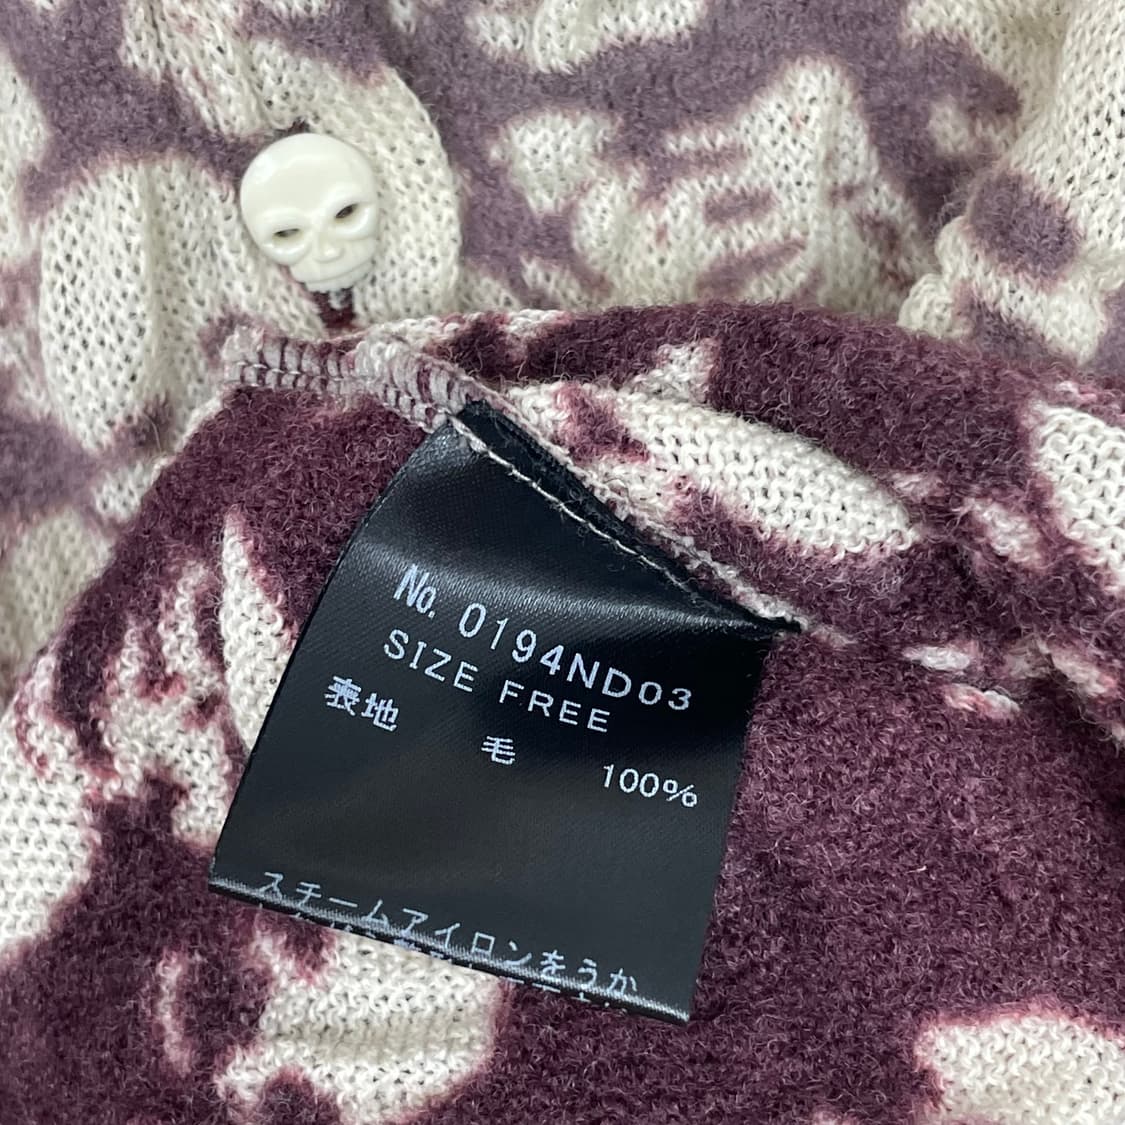 No. 0194ND03
SIZE FREE
表地 毛 100%
スチームアイロンをうか